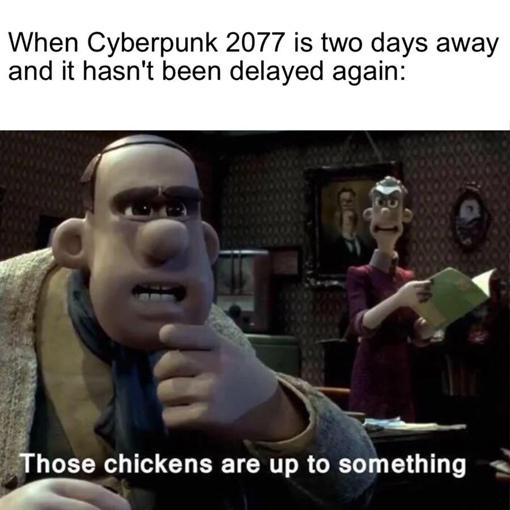 When Cyberpunk 2077 is two days away
and it hasn't been delayed again:
Those chickens are up to something